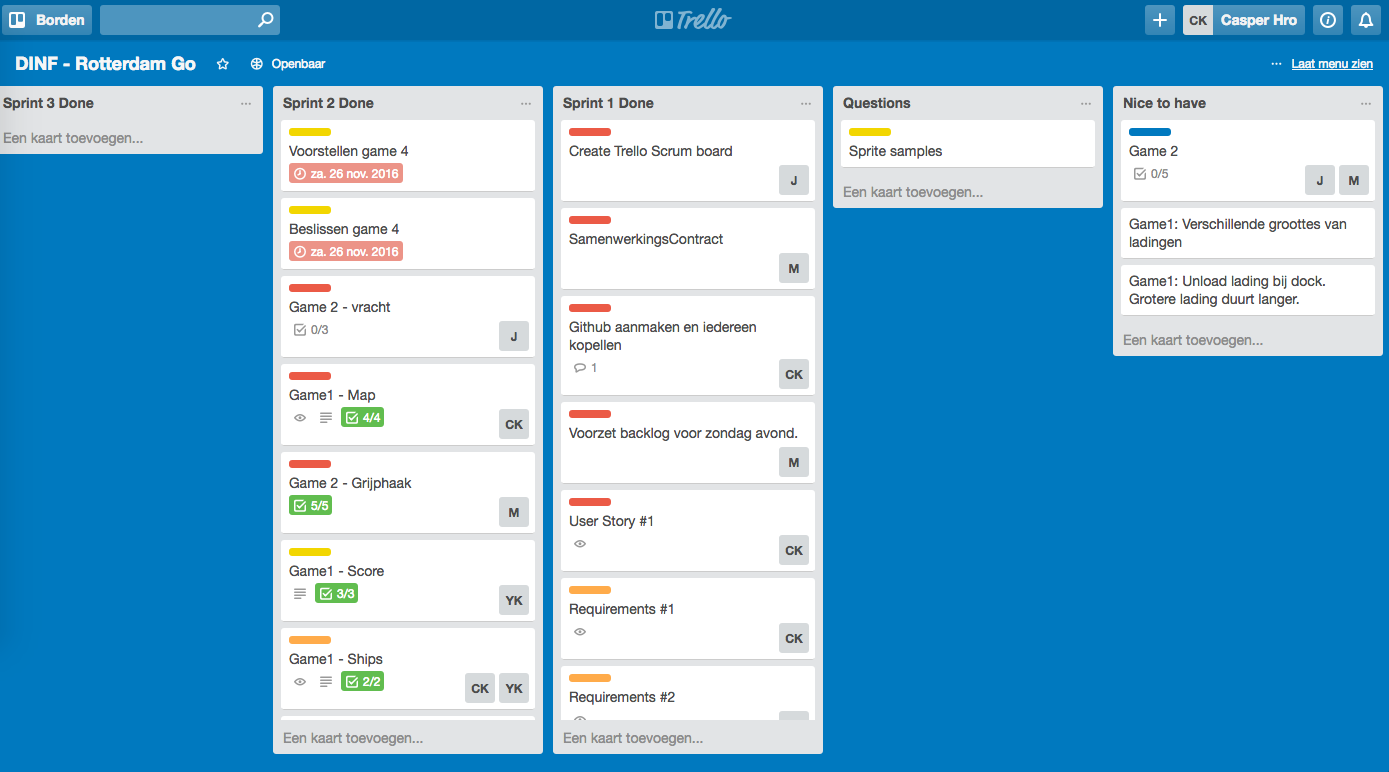 Borden
Trello
CK
Casper Hro
DINF - Rotterdam Go
Openbaar
Laat menu zien
Sprint 3 Done
Een kaart toevoegen...
Sprint 2 Done
Voorstellen game 4
za. 26 nov. 2016
Beslissen game 4
za. 26 nov. 2016
Game 2 - vracht
0/3
J
Game1 - Map
4/4
CK
Game 2 - Grijphaak
5/5
M
Game1 - Score
3/3
YK
Game1 - Ships
2/2
CK YK
Een kaart toevoegen...
Sprint 1 Done
Create Trello Scrum board
J
SamenwerkingsContract
M
Github aanmaken en iedereen
kopellen
1
CK
Voorzet backlog voor zondag avond.
M
User Story #1
CK
Requirements #1
CK
Requirements #2
Een kaart toevoegen...
Questions
Sprite samples
Een kaart toevoegen...
Nice to have
Game 2
0/5
J M
Game1: Verschillende groottes van
ladingen
Game1: Unload lading bij dock.
Grotere lading duurt langer.
Een kaart toevoegen...